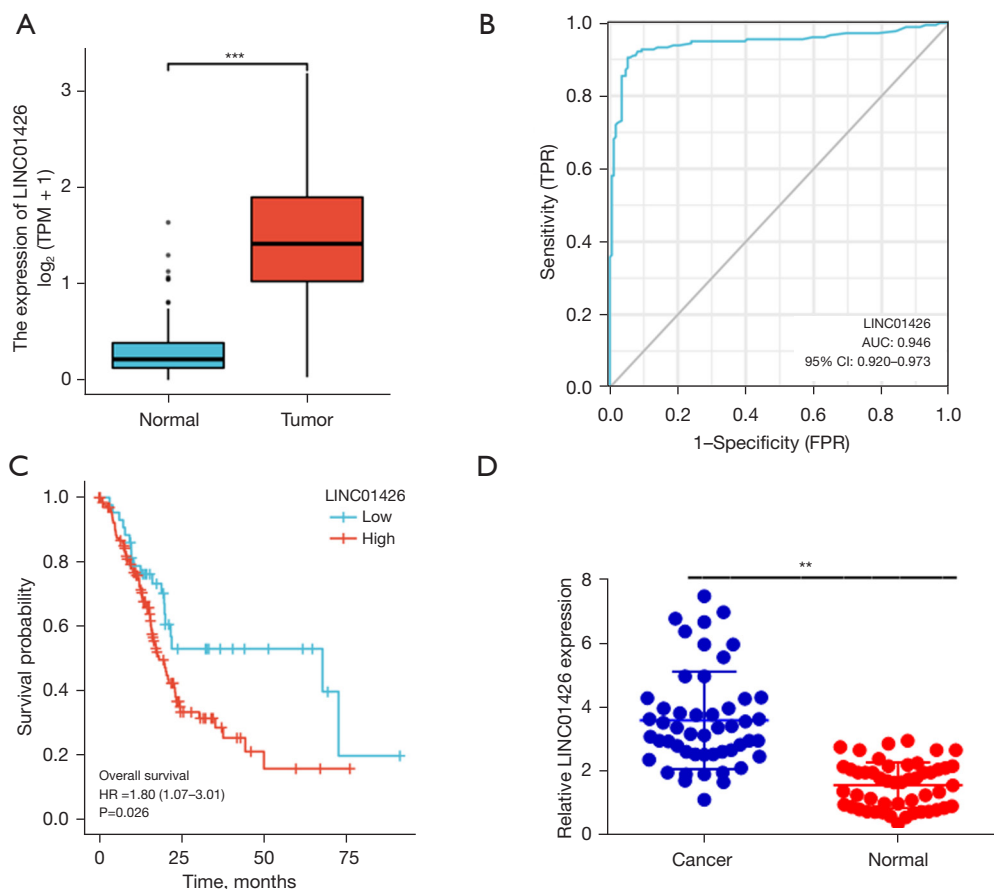 A
The expression of LINC01426
log₂ (TPM + 1)
3
2
1
0
***
Normal
Tumor
B
Sensitivity (TPR)
1.0
0.8
0.6
0.4
0.2
0.0
LINC01426
AUC: 0.946
95% CI: 0.920–0.973
0.0
0.2
0.4
0.6
0.8
1.0
1–Specificity (FPR)
C
Survival probability
1.0
0.8
0.6
0.4
0.2
0.0
LINC01426
Low
High
Overall survival
HR =1.80 (1.07–3.01)
P=0.026
0
25
50
75
Time, months
D
Relative LINC01426 expression
8
6
4
2
0
**
Cancer
Normal